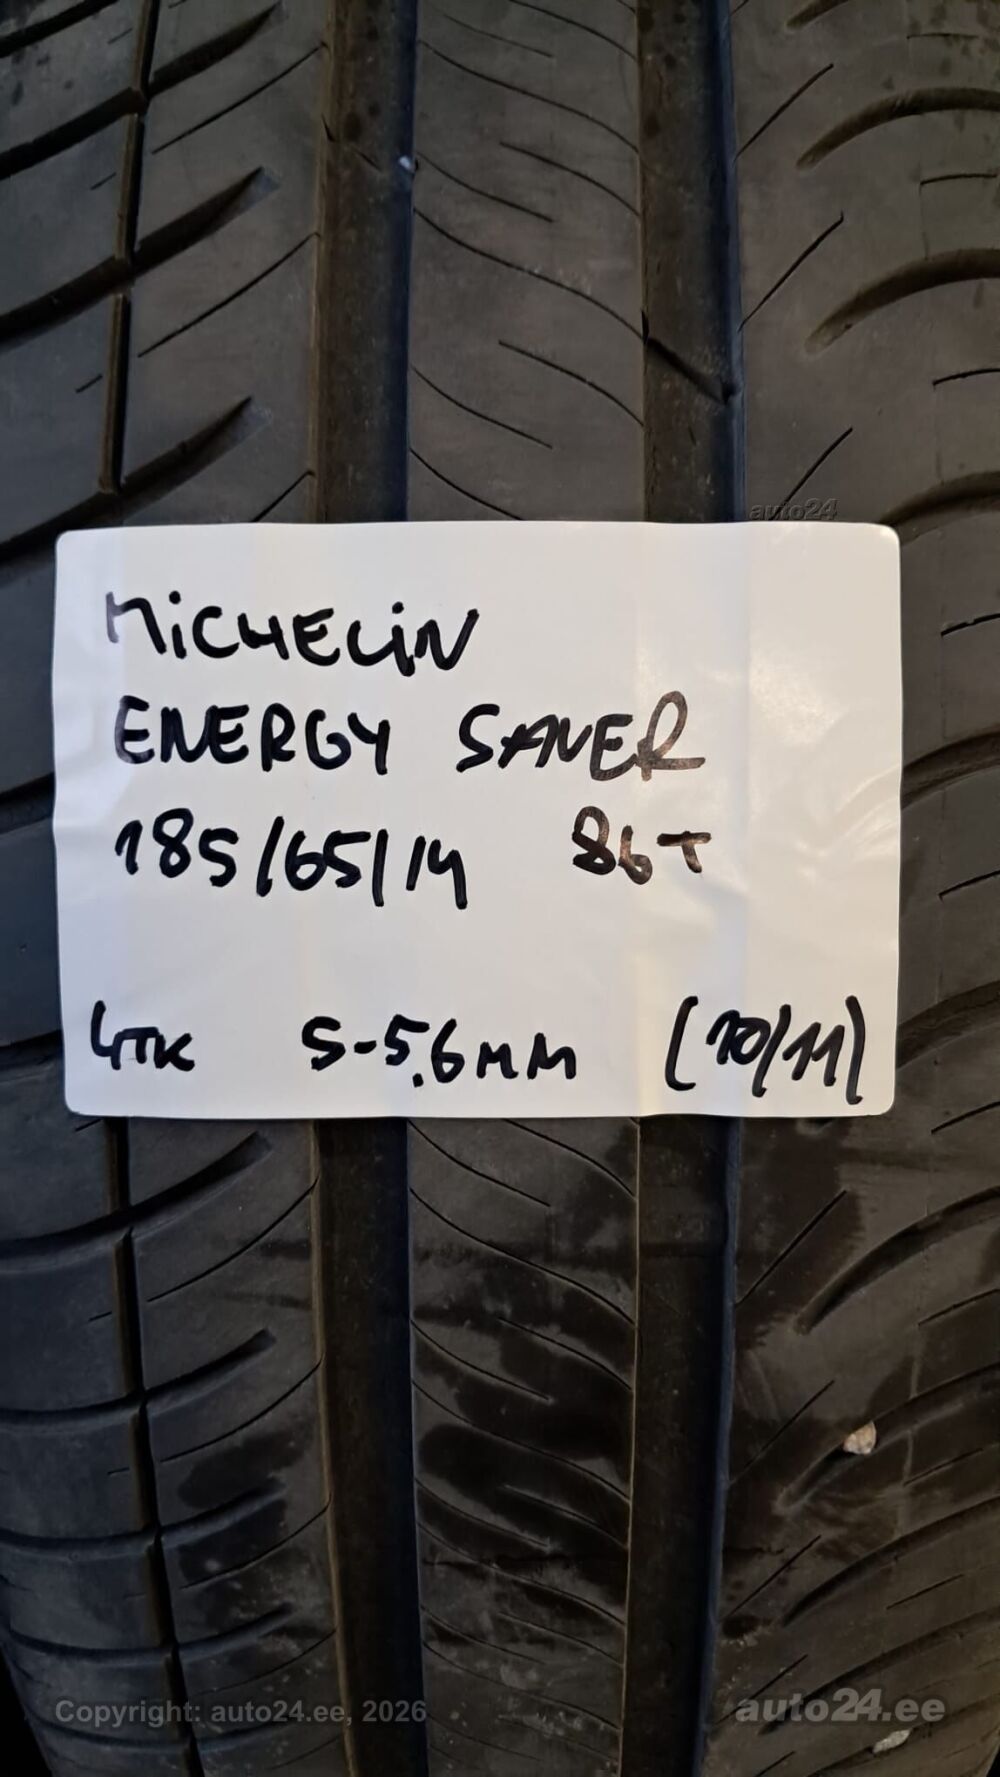 auto24
MiCHELiN
ENERGY SAVER
185/65/14 86T
4TK 5-5,6MM (10/11)
Copyright: auto24.ee, 2026
auto24.ee